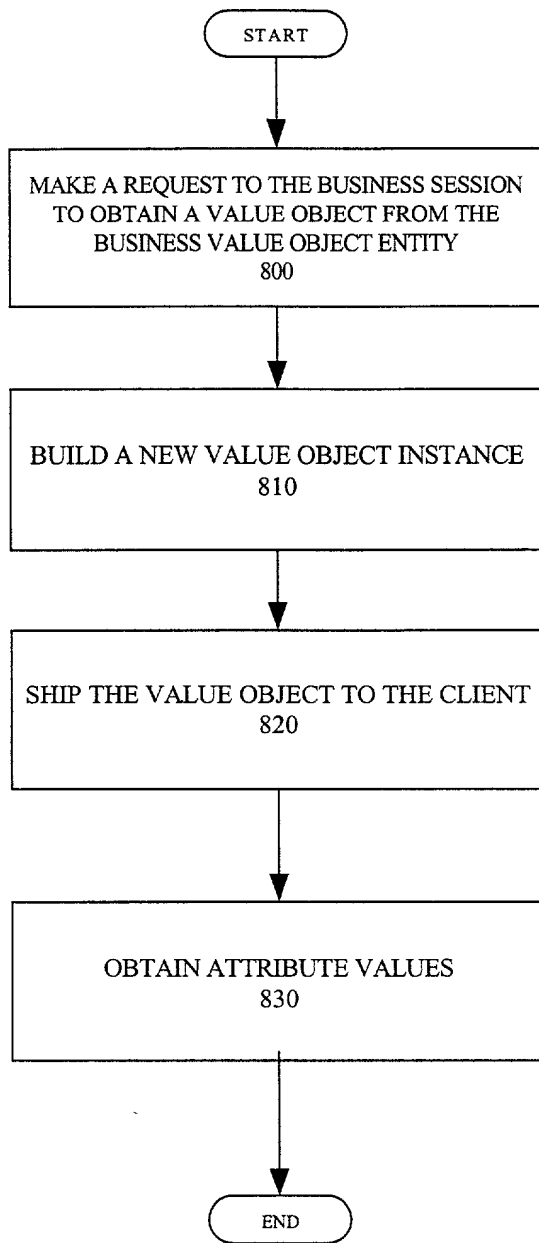 START
MAKE A REQUEST TO THE BUSINESS SESSION
TO OBTAIN A VALUE OBJECT FROM THE
BUSINESS VALUE OBJECT ENTITY
800
BUILD A NEW VALUE OBJECT INSTANCE
810
SHIP THE VALUE OBJECT TO THE CLIENT
820
OBTAIN ATTRIBUTE VALUES
830
END